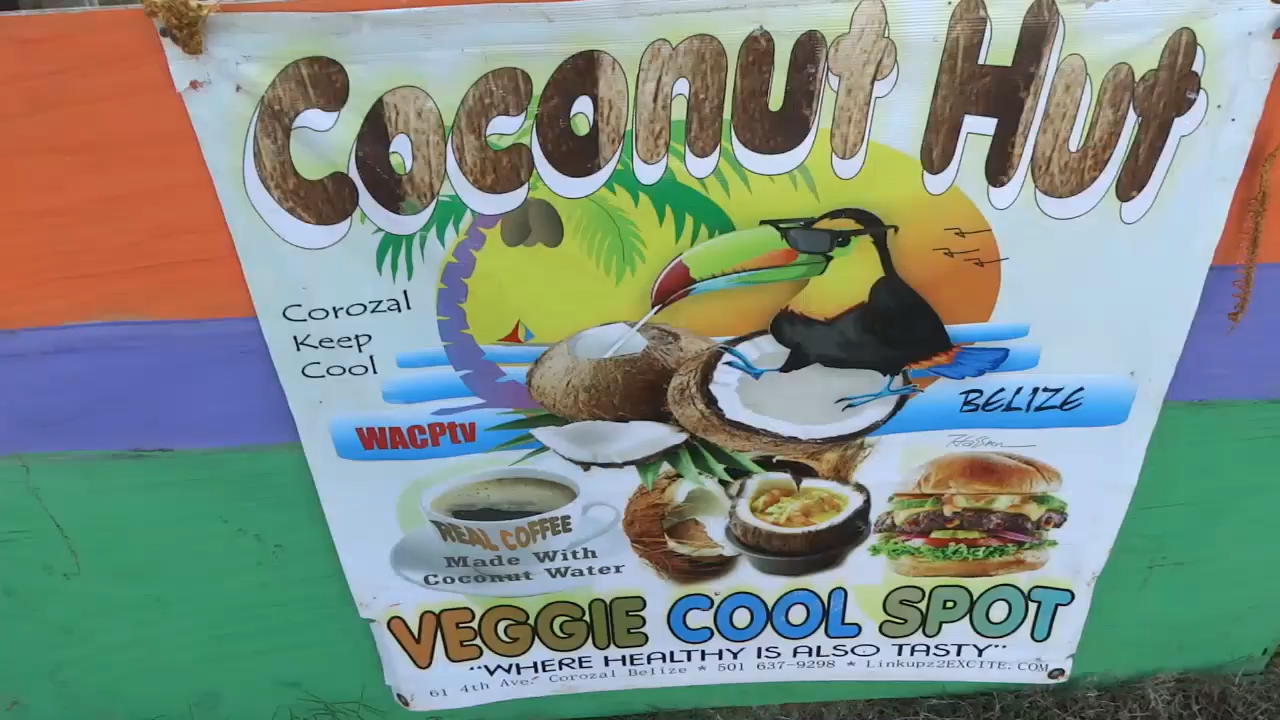 Coconut Hut
Corozal
Keep
Cool
WACPtv
BELIZE
REAL COFFEE
Made With
Coconut Water
VEGGIE COOL SPOT
"WHERE HEALTHY IS ALSO TASTY"
61 4th Ave. Corozal Belize * 501 637-9298 * Linkupz2EXCITE.COM